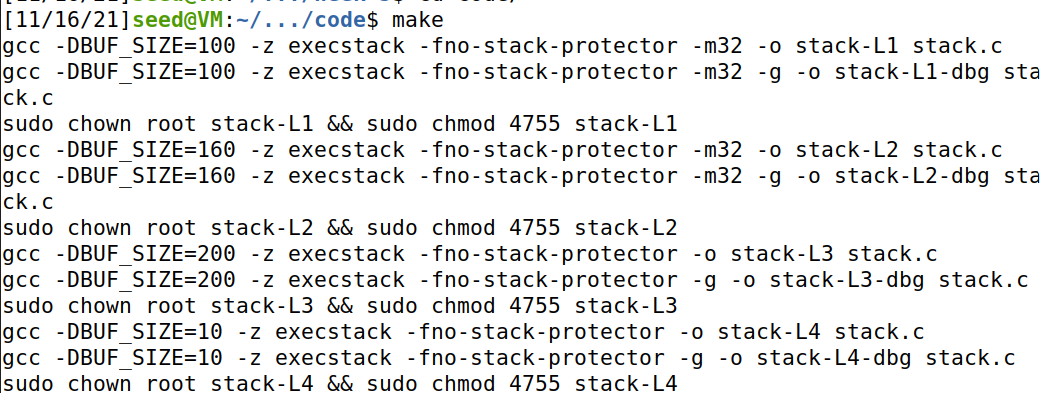 [11/16/21]seed@VM:~/.../code$ make
gcc -DBUF_SIZE=100 -z execstack -fno-stack-protector -m32 -o stack-L1 stack.c
gcc -DBUF_SIZE=100 -z execstack -fno-stack-protector -m32 -g -o stack-L1-dbg sta
ck.c
sudo chown root stack-L1 && sudo chmod 4755 stack-L1
gcc -DBUF_SIZE=160 -z execstack -fno-stack-protector -m32 -o stack-L2 stack.c
gcc -DBUF_SIZE=160 -z execstack -fno-stack-protector -m32 -g -o stack-L2-dbg sta
ck.c
sudo chown root stack-L2 && sudo chmod 4755 stack-L2
gcc -DBUF_SIZE=200 -z execstack -fno-stack-protector -o stack-L3 stack.c
gcc -DBUF_SIZE=200 -z execstack -fno-stack-protector -g -o stack-L3-dbg stack.c
sudo chown root stack-L3 && sudo chmod 4755 stack-L3
gcc -DBUF_SIZE=10 -z execstack -fno-stack-protector -o stack-L4 stack.c
gcc -DBUF_SIZE=10 -z execstack -fno-stack-protector -g -o stack-L4-dbg stack.c
sudo chown root stack-L4 && sudo chmod 4755 stack-L4